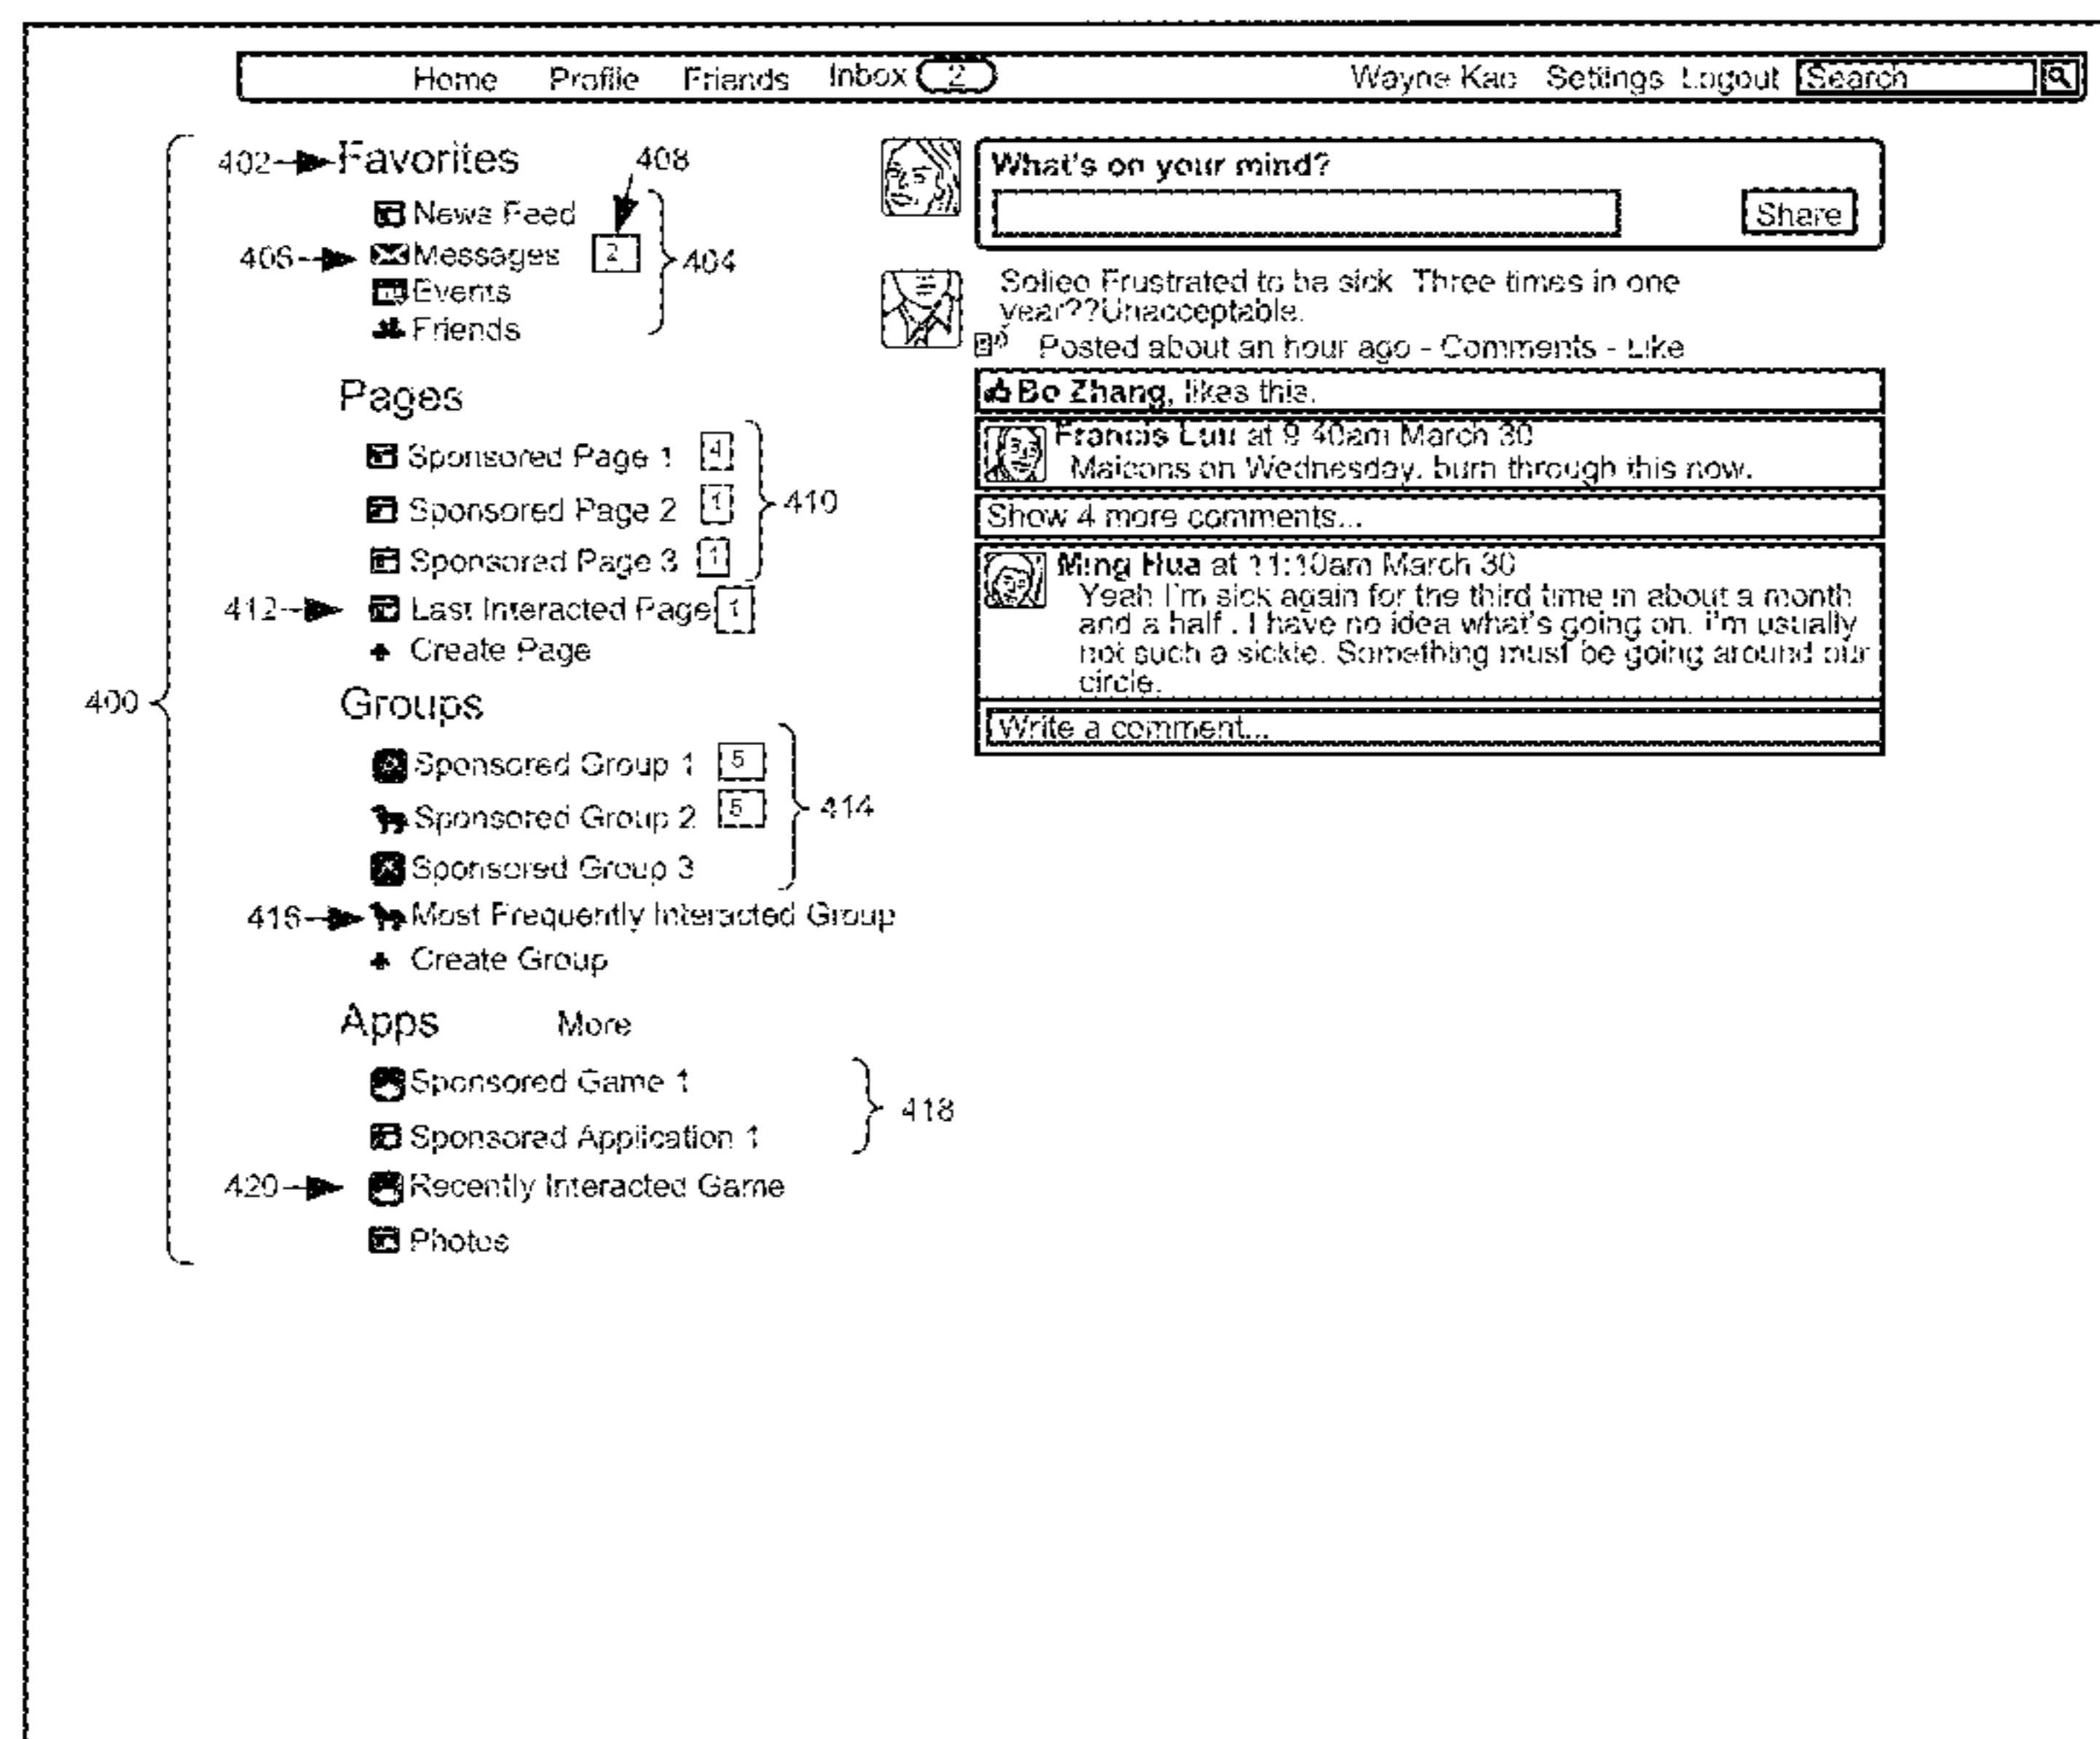 Home Profile Friends Inbox 2 Wayne Kao Settings Logout Search
402 Favorites 408
News Feed
406 Messages 2 404
Events
Friends
Pages
Sponsored Page 1 4
Sponsored Page 2 1 410
Sponsored Page 3 1
412 Last Interacted Page 1
Create Page
400 Groups
Sponsored Group 1 5
Sponsored Group 2 5 414
Sponsored Group 3
416 Most Frequently Interacted Group
Create Group
Apps More
Sponsored Game 1
418
Sponsored Application 1
420 Recently Interacted Game
Photos
What's on your mind?
Share
Frustrated to be sick. Three times in one
year??Unacceptable.
Posted about an hour ago - Comments - Like
Bo Zhang, likes this.
Francis Luu at 9:40am March 30
on Wednesday, burn through this now.
Show 4 more comments...
Ming Hua at 11:10am March 30
Yeah I'm sick again for the third time in about a month
and a half . I have no idea what's going on. I'm usually
not such a sickie. Something must be going around our
circle.
Write a comment...